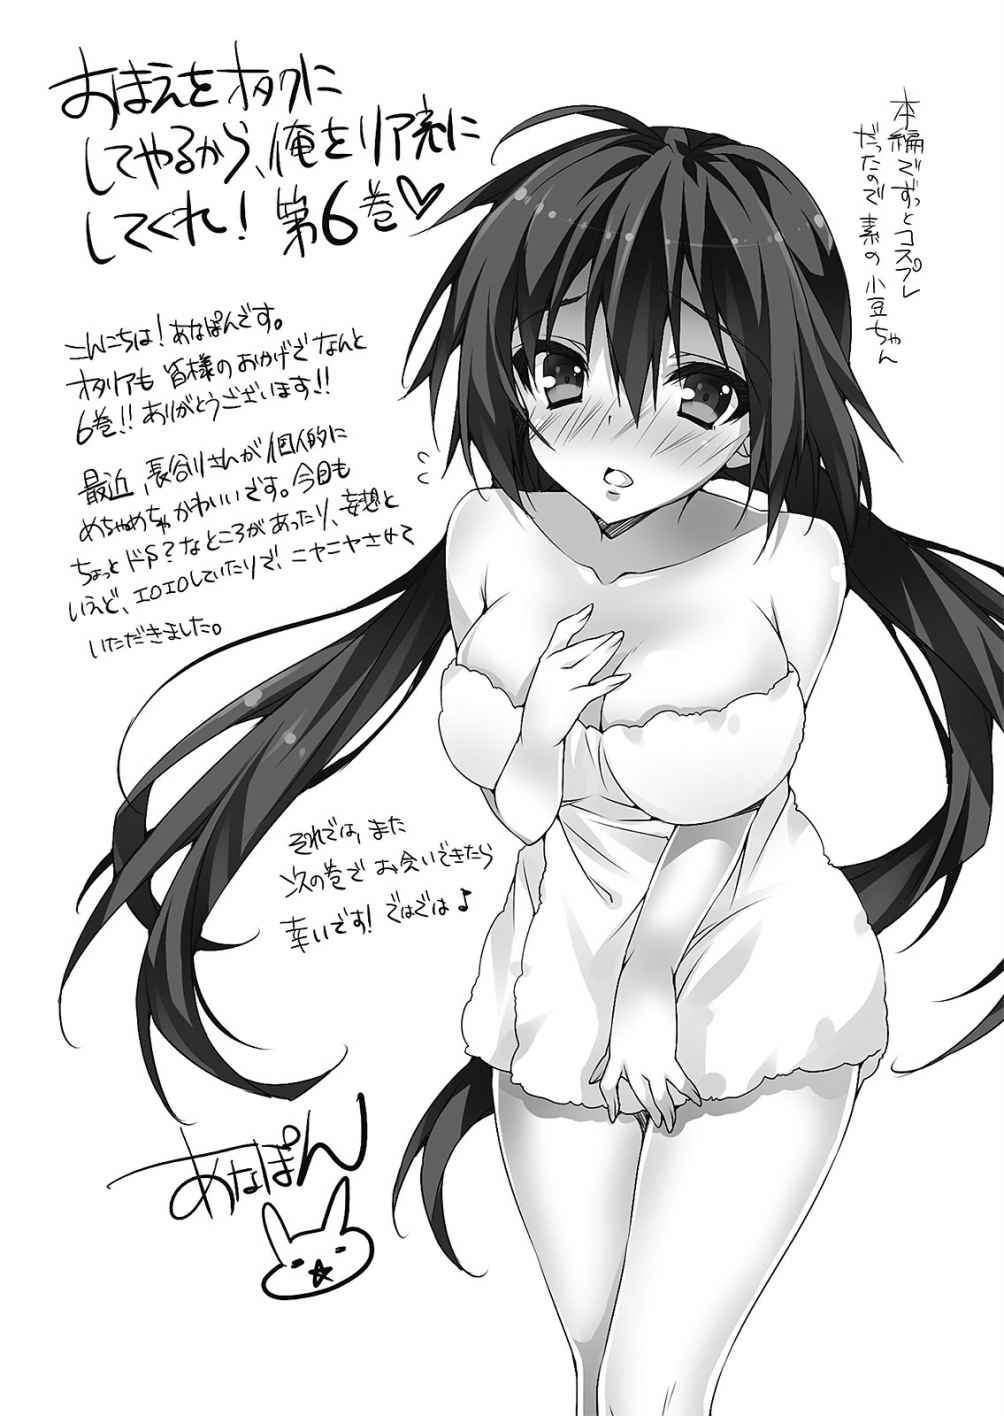 おまえをオタクに
してやるから、俺をリア充に
してくれ！第6巻♡
本編でずっとコスプレ
だったので素の小豆ちゃん
こんにちは！あなぽんです。
オタリアも皆様のおかげでなんと
6巻!!ありがとうございます!!
最近、長谷川さんが個人的に
めちゃめちゃかわいいです。今回も
ちょっとドS？なところがあったり、妄想と
いえど、エロエロしていたりで、ニヤニヤさせて
いただきました。
それでは、また
次の巻でお会いできたら
幸いです！ではでは♪
あなぽん